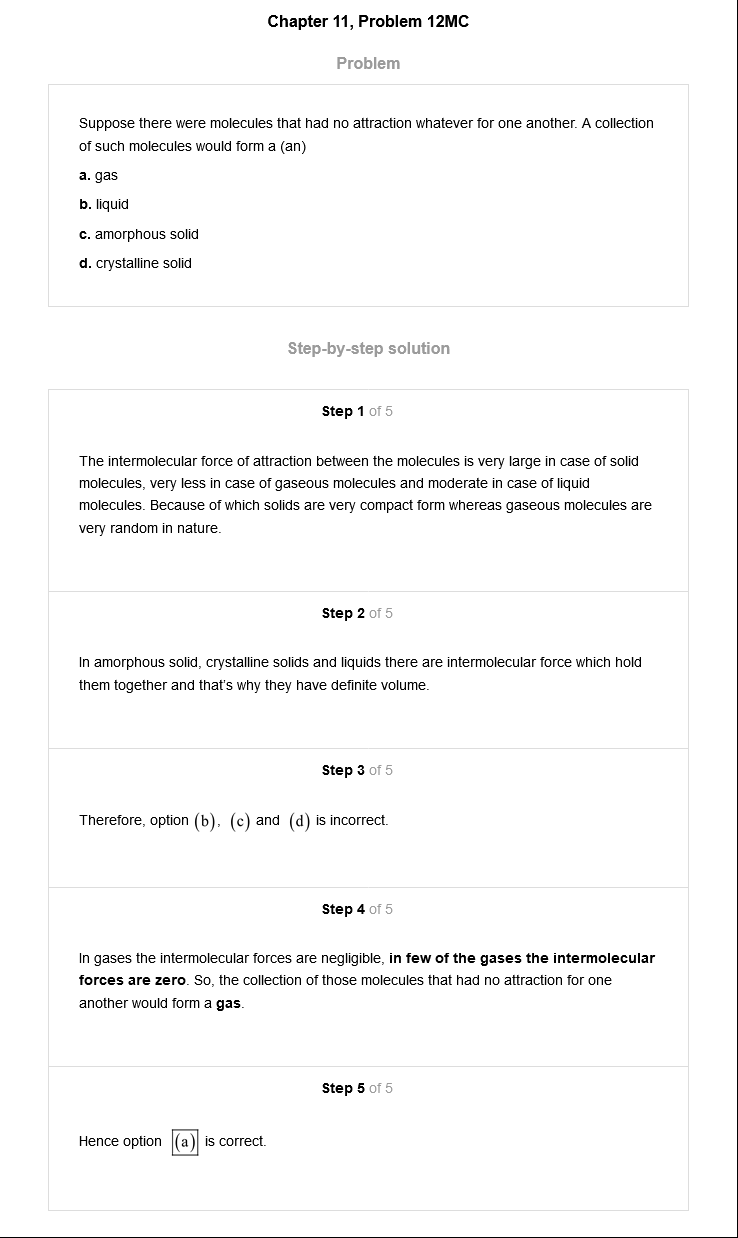 Chapter 11, Problem 12MC
Problem
Suppose there were molecules that had no attraction whatever for one another. A collection
of such molecules would form a (an)
a. gas
b. liquid
c. amorphous solid
d. crystalline solid
Step-by-step solution
Step 1 of 5
The intermolecular force of attraction between the molecules is very large in case of solid
molecules, very less in case of gaseous molecules and moderate in case of liquid
molecules. Because of which solids are very compact form whereas gaseous molecules are
very random in nature.
Step 2 of 5
In amorphous solid, crystalline solids and liquids there are intermolecular force which hold
them together and that’s why they have definite volume.
Step 3 of 5
Therefore, option (b), (c) and (d) is incorrect.
Step 4 of 5
In gases the intermolecular forces are negligible, in few of the gases the intermolecular
forces are zero. So, the collection of those molecules that had no attraction for one
another would form a gas.
Step 5 of 5
Hence option (a) is correct.